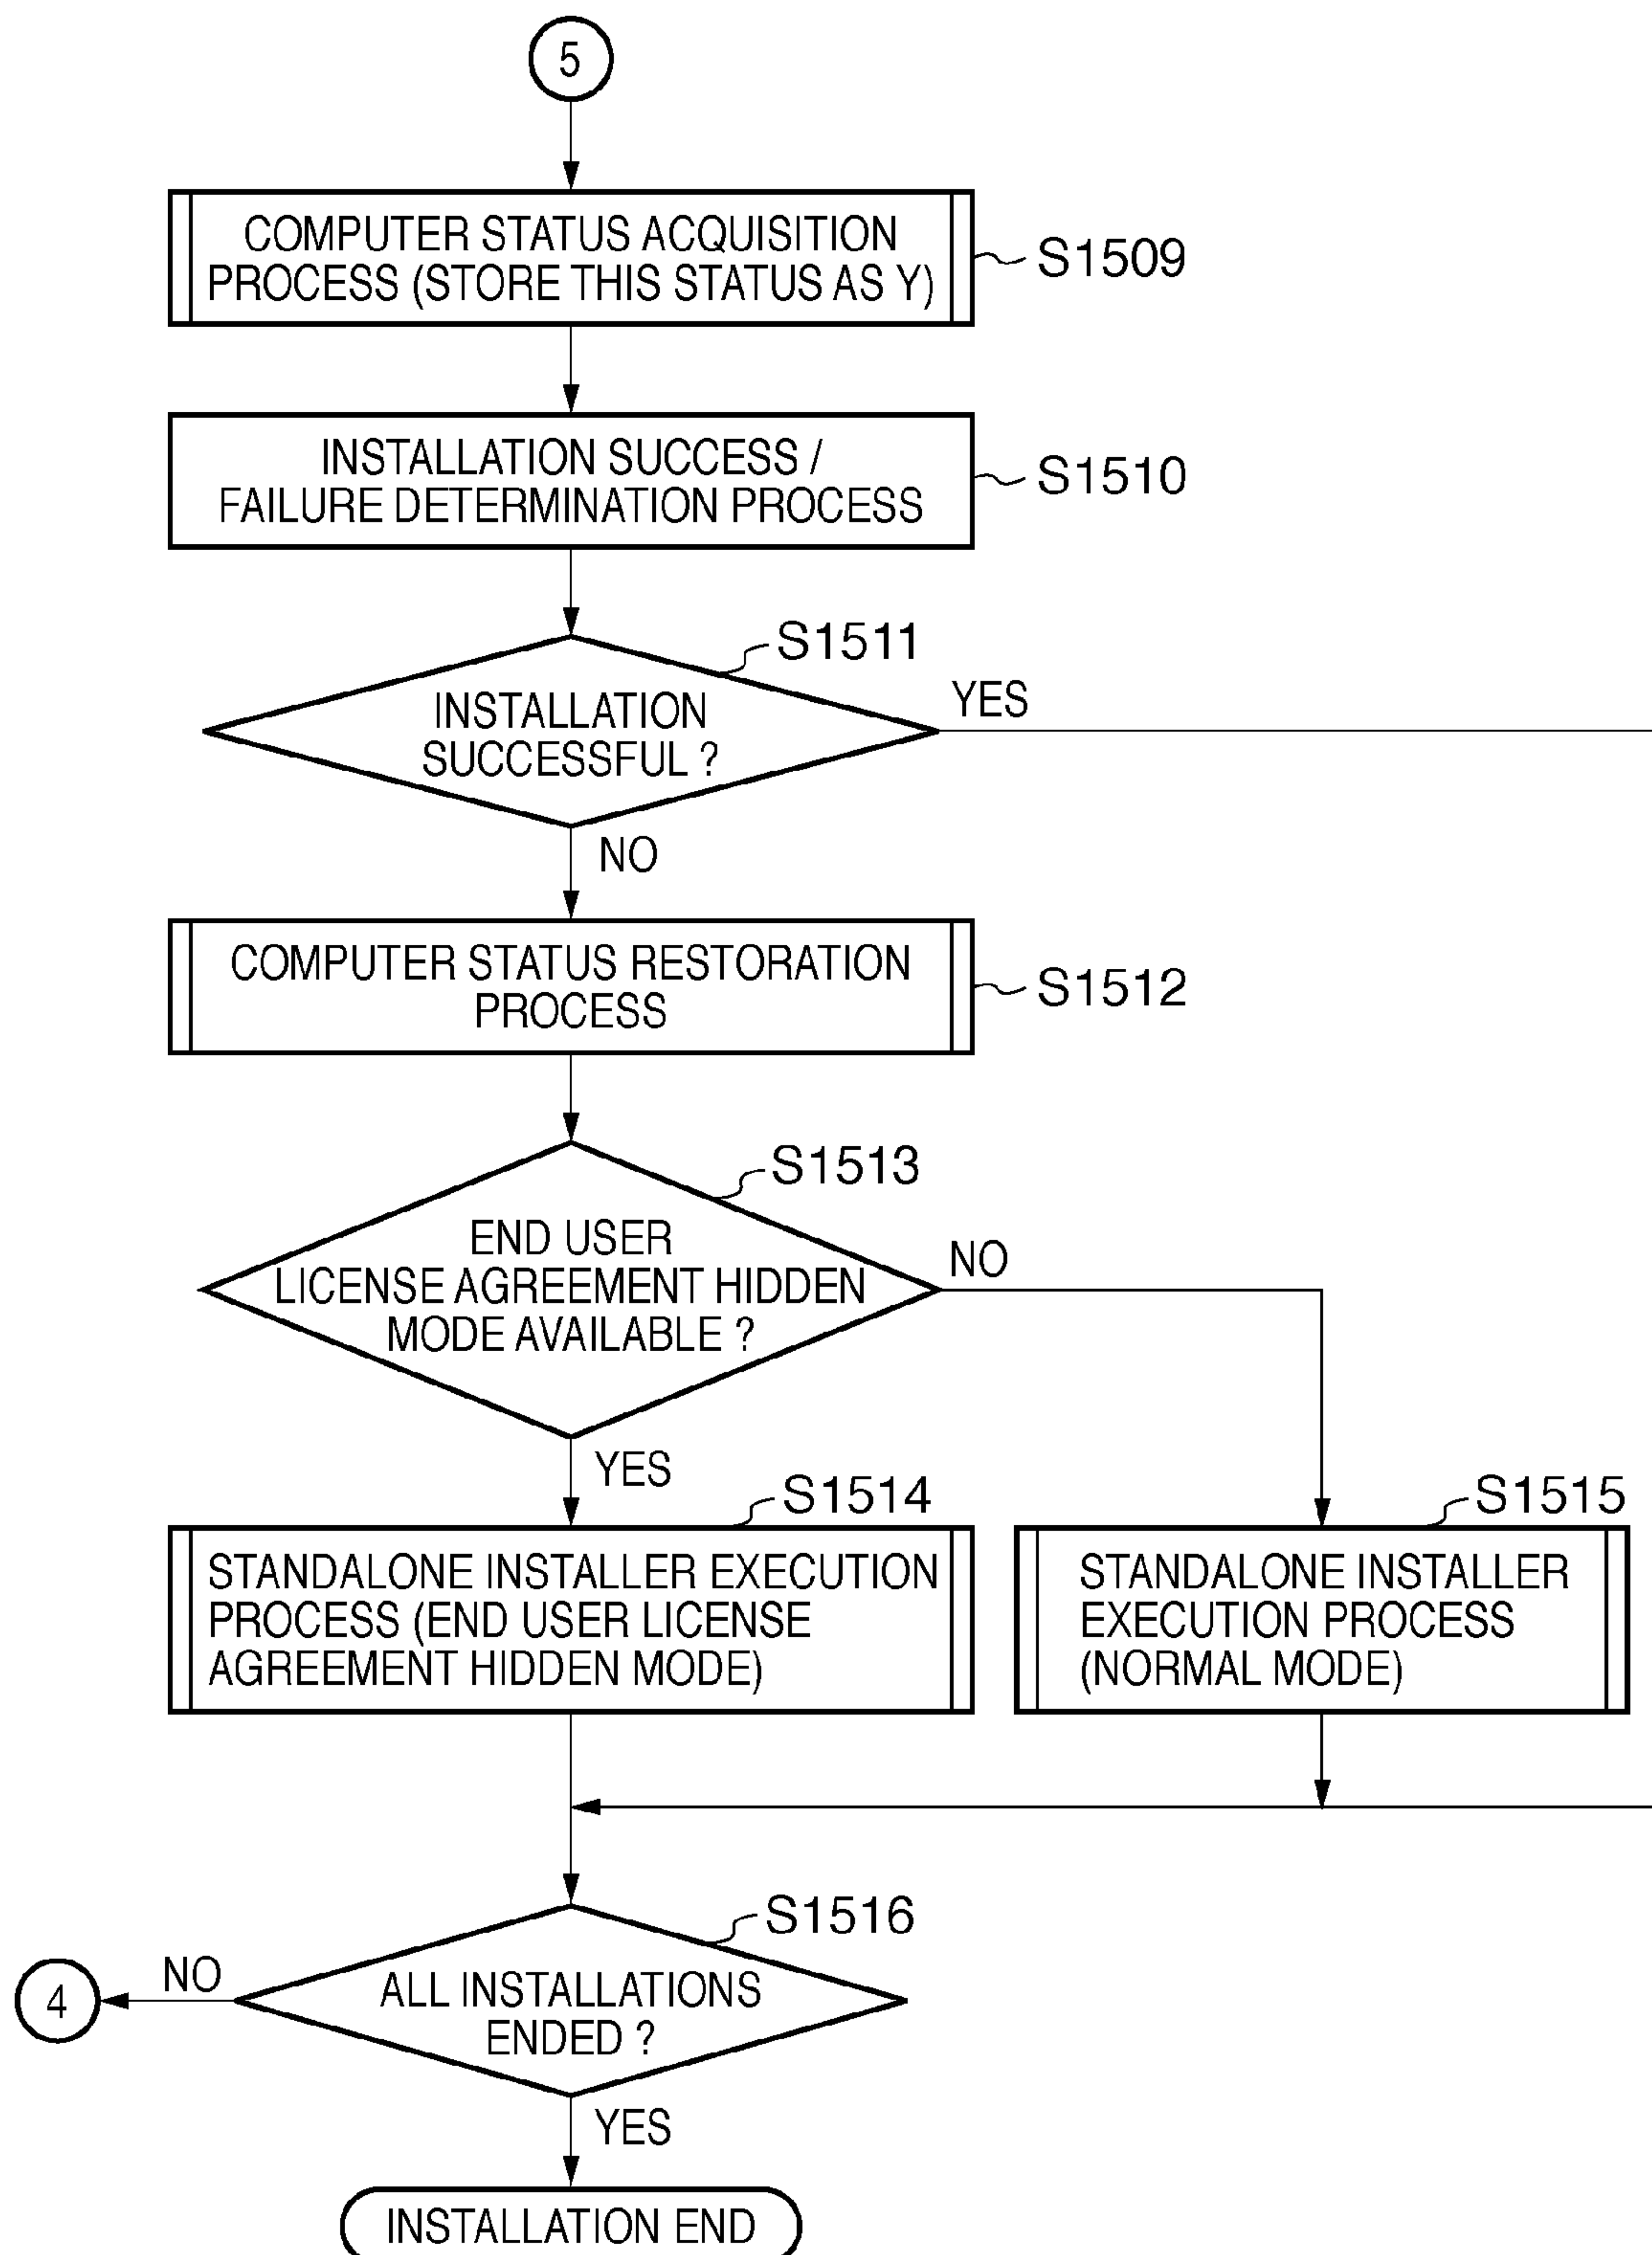 5
COMPUTER STATUS ACQUISITION
PROCESS (STORE THIS STATUS AS Y)
S1509
INSTALLATION SUCCESS /
FAILURE DETERMINATION PROCESS
S1510
S1511
INSTALLATION
SUCCESSFUL ?
YES
NO
COMPUTER STATUS RESTORATION
PROCESS
S1512
S1513
END USER
LICENSE AGREEMENT HIDDEN
MODE AVAILABLE ?
NO
YES
S1514
STANDALONE INSTALLER EXECUTION
PROCESS (END USER LICENSE
AGREEMENT HIDDEN MODE)
S1515
STANDALONE INSTALLER
EXECUTION PROCESS
(NORMAL MODE)
S1516
ALL INSTALLATIONS
ENDED ?
NO
4
YES
INSTALLATION END